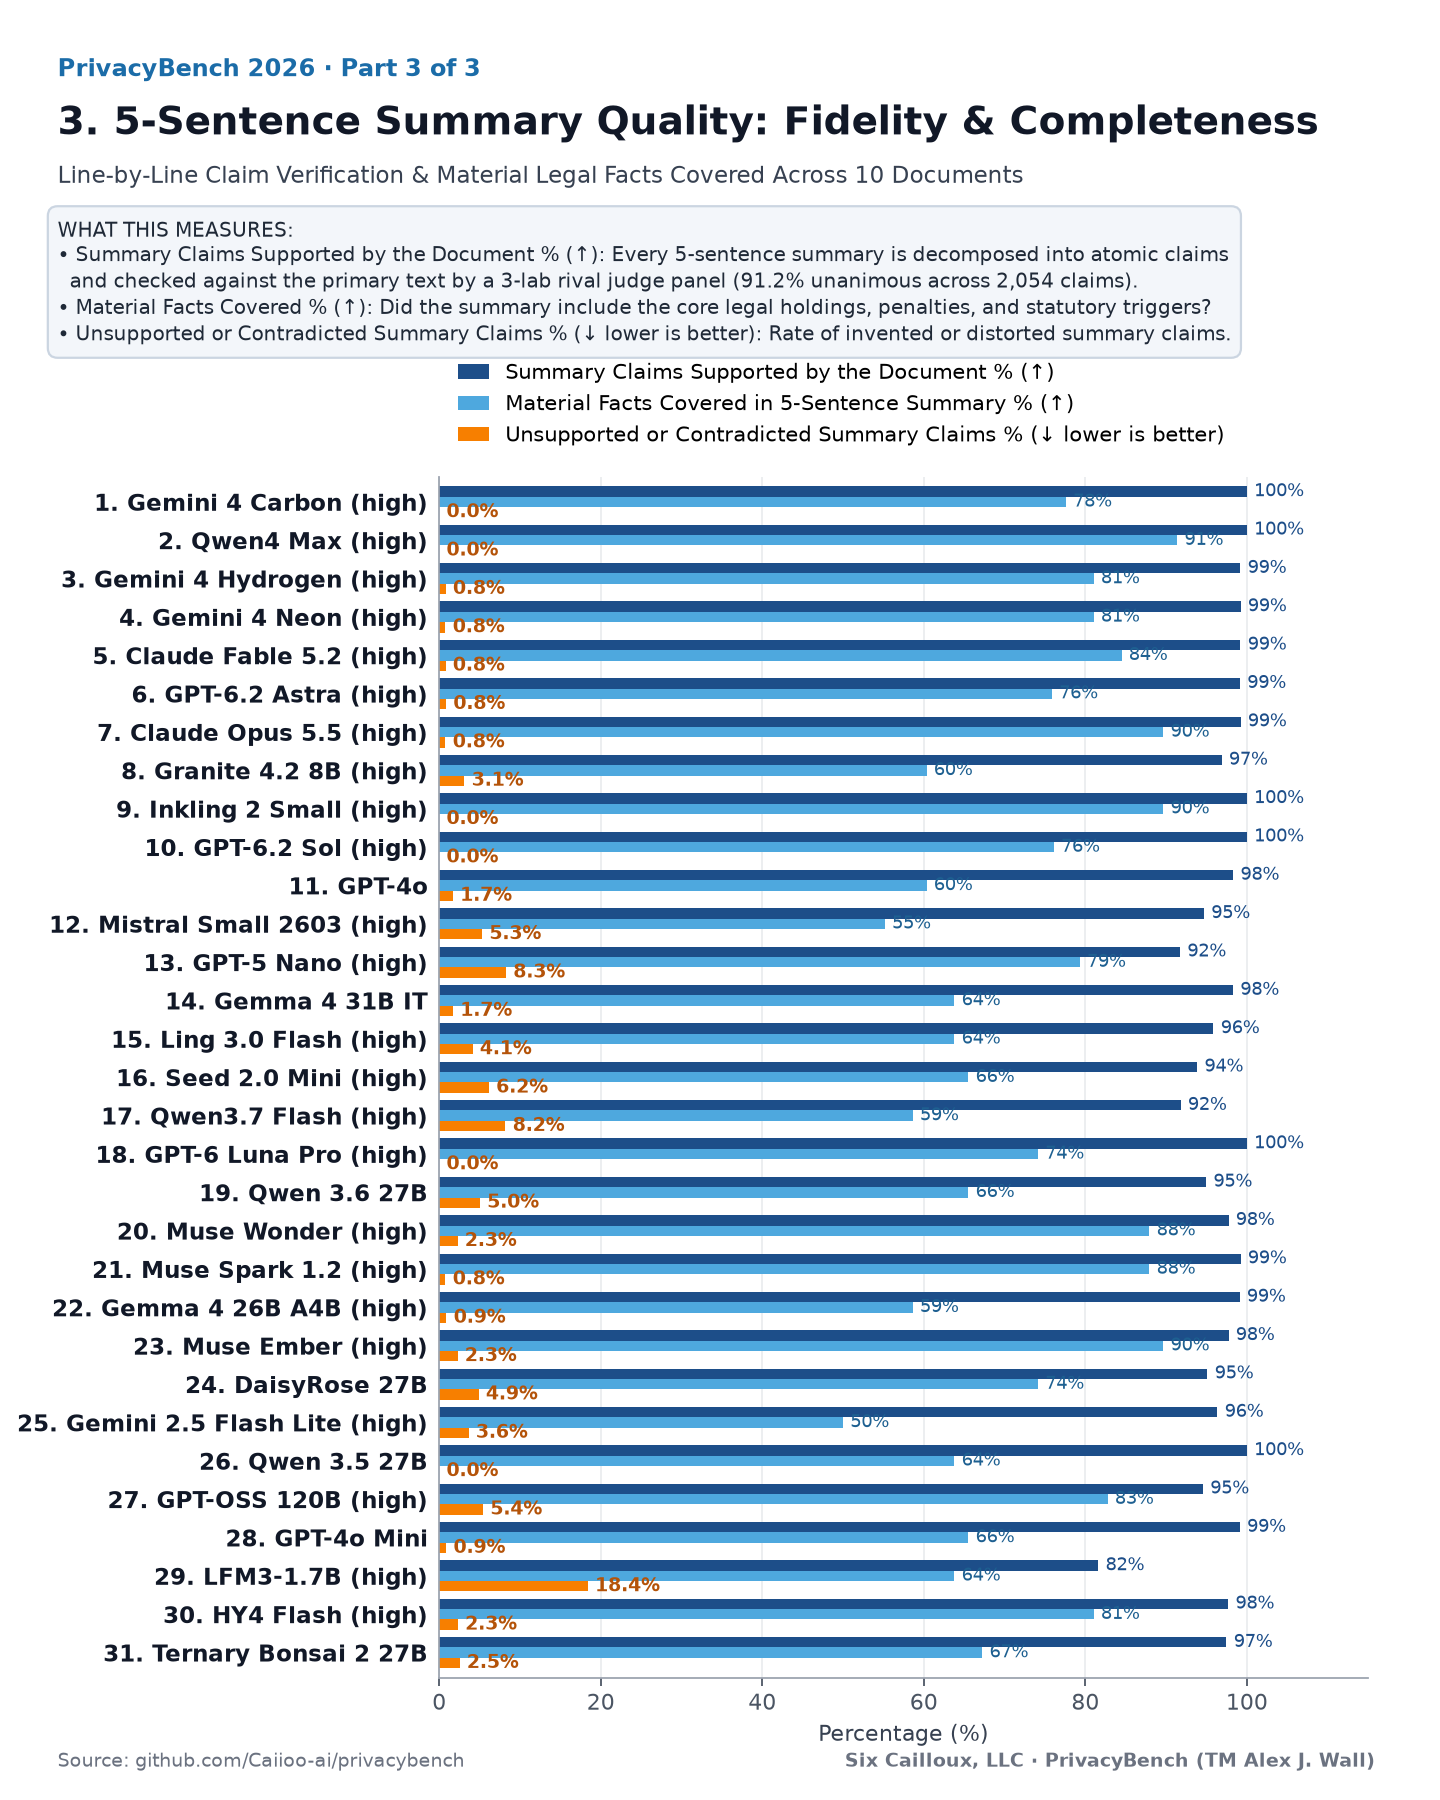 PrivacyBench 2026 · Part 3 of 3
3. 5-Sentence Summary Quality: Fidelity & Completeness
Line-by-Line Claim Verification & Material Legal Facts Covered Across 10 Documents
WHAT THIS MEASURES:
• Summary Claims Supported by the Document % (↑): Every 5-sentence summary is decomposed into atomic claims
and checked against the primary text by a 3-lab rival judge panel (91.2% unanimous across 2,054 claims).
• Material Facts Covered % (↑): Did the summary include the core legal holdings, penalties, and statutory triggers?
• Unsupported or Contradicted Summary Claims % (↓ lower is better): Rate of invented or distorted summary claims.
Summary Claims Supported by the Document % (↑)
Material Facts Covered in 5-Sentence Summary % (↑)
Unsupported or Contradicted Summary Claims % (↓ lower is better)
1. Gemini 4 Carbon (high) 100% 78% 0.0%
2. Qwen4 Max (high) 100% 91% 0.0%
3. Gemini 4 Hydrogen (high) 99% 81% 0.8%
4. Gemini 4 Neon (high) 99% 81% 0.8%
5. Claude Fable 5.2 (high) 99% 84% 0.8%
6. GPT-6.2 Astra (high) 99% 76% 0.8%
7. Claude Opus 5.5 (high) 99% 90% 0.8%
8. Granite 4.2 8B (high) 97% 60% 3.1%
9. Inkling 2 Small (high) 100% 90% 0.0%
10. GPT-6.2 Sol (high) 100% 76% 0.0%
11. GPT-4o 98% 60% 1.7%
12. Mistral Small 2603 (high) 95% 55% 5.3%
13. GPT-5 Nano (high) 92% 79% 8.3%
14. Gemma 4 31B IT 98% 64% 1.7%
15. Ling 3.0 Flash (high) 96% 64% 4.1%
16. Seed 2.0 Mini (high) 94% 66% 6.2%
17. Qwen3.7 Flash (high) 92% 59% 8.2%
18. GPT-6 Luna Pro (high) 100% 74% 0.0%
19. Qwen 3.6 27B 95% 66% 5.0%
20. Muse Wonder (high) 98% 88% 2.3%
21. Muse Spark 1.2 (high) 99% 88% 0.8%
22. Gemma 4 26B A4B (high) 99% 59% 0.9%
23. Muse Ember (high) 98% 90% 2.3%
24. DaisyRose 27B 95% 74% 4.9%
25. Gemini 2.5 Flash Lite (high) 96% 50% 3.6%
26. Qwen 3.5 27B 100% 64% 0.0%
27. GPT-OSS 120B (high) 95% 83% 5.4%
28. GPT-4o Mini 99% 66% 0.9%
29. LFM3-1.7B (high) 82% 64% 18.4%
30. HY4 Flash (high) 98% 81% 2.3%
31. Ternary Bonsai 2 27B 97% 67% 2.5%
0 20 40 60 80 100
Percentage (%)
Source: github.com/Caiioo-ai/privacybench
Six Cailloux, LLC · PrivacyBench (TM Alex J. Wall)